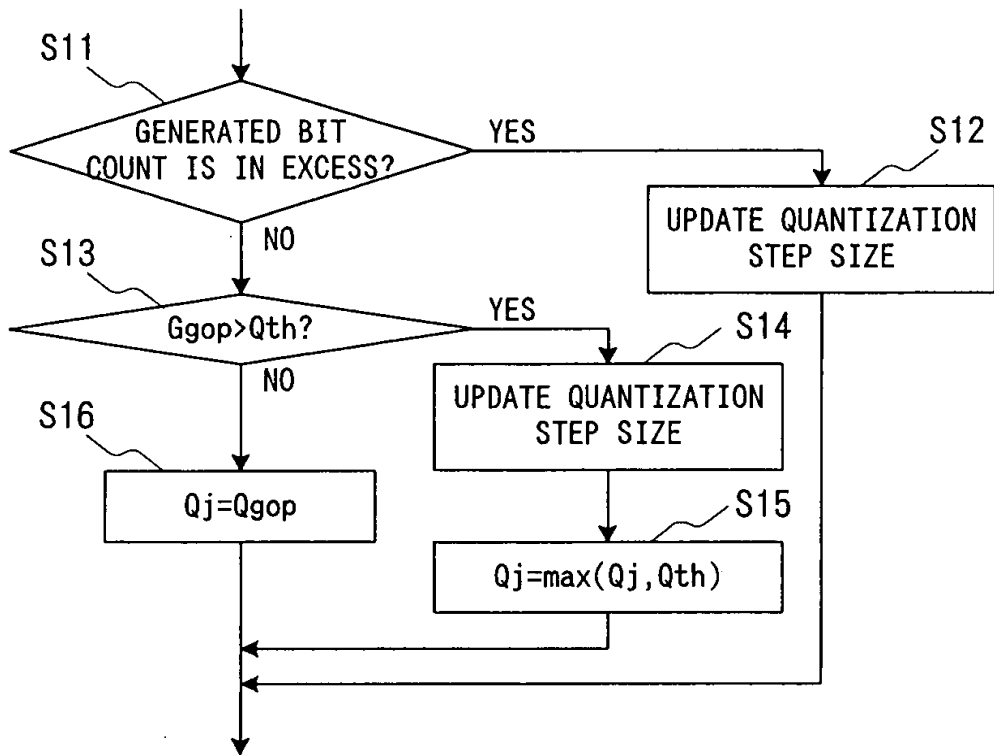 S11
GENERATED BIT
COUNT IS IN EXCESS?
YES
S12
UPDATE QUANTIZATION
STEP SIZE
NO
S13
Ggop>Qth?
YES
S14
UPDATE QUANTIZATION
STEP SIZE
NO
S16
Qj=Qgop
S15
Qj=max(Qj,Qth)